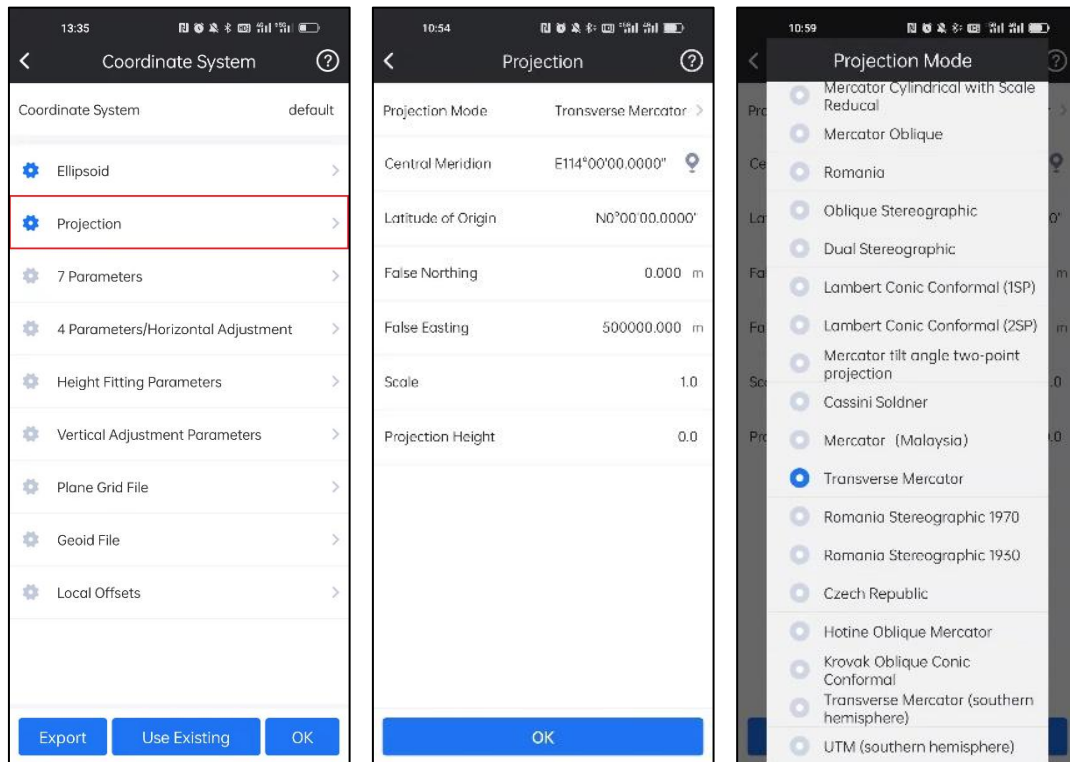 13:35
Coordinate System
Coordinate System default
Ellipsoid
Projection
7 Parameters
4 Parameters/Horizontal Adjustment
Height Fitting Parameters
Vertical Adjustment Parameters
Plane Grid File
Geoid File
Local Offsets
Export Use Existing OK
10:54
Projection
Projection Mode Transverse Mercator
Central Meridion E114°00'00.0000"
Latitude of Origin N0°00'00.0000"
False Northing 0.000 m
False Easting 500000.000 m
Scale 1.0
Projection Height 0.0
OK
10:59
Projection Mode
Mercator Cylindrical with Scale
Reducal
Mercator Oblique
Romania
Oblique Stereographic
Dual Stereographic
Lambert Conic Conformal (1SP)
Lambert Conic Conformal (2SP)
Mercator tilt angle two-point
projection
Cassini Soldner
Mercator (Malaysia)
Transverse Mercator
Romania Stereographic 1970
Romania Stereographic 1930
Czech Republic
Hotine Oblique Mercator
Krovak Oblique Conic
Conformal
Transverse Mercator (southern
hemisphere)
UTM (southern hemisphere)